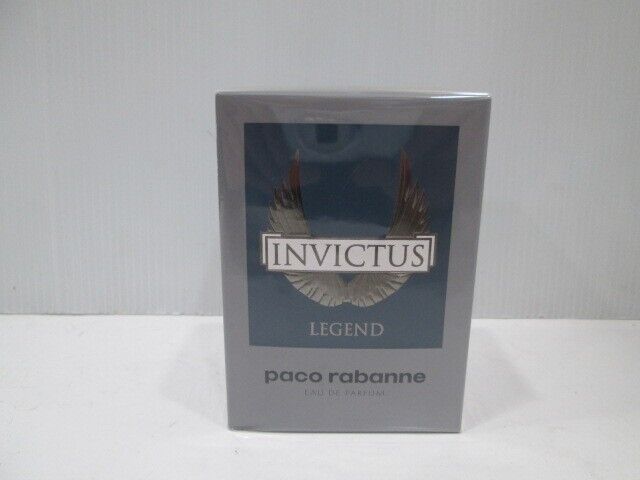 INVICTUS
LEGEND
paco rabanne
EAU DE PARFUM